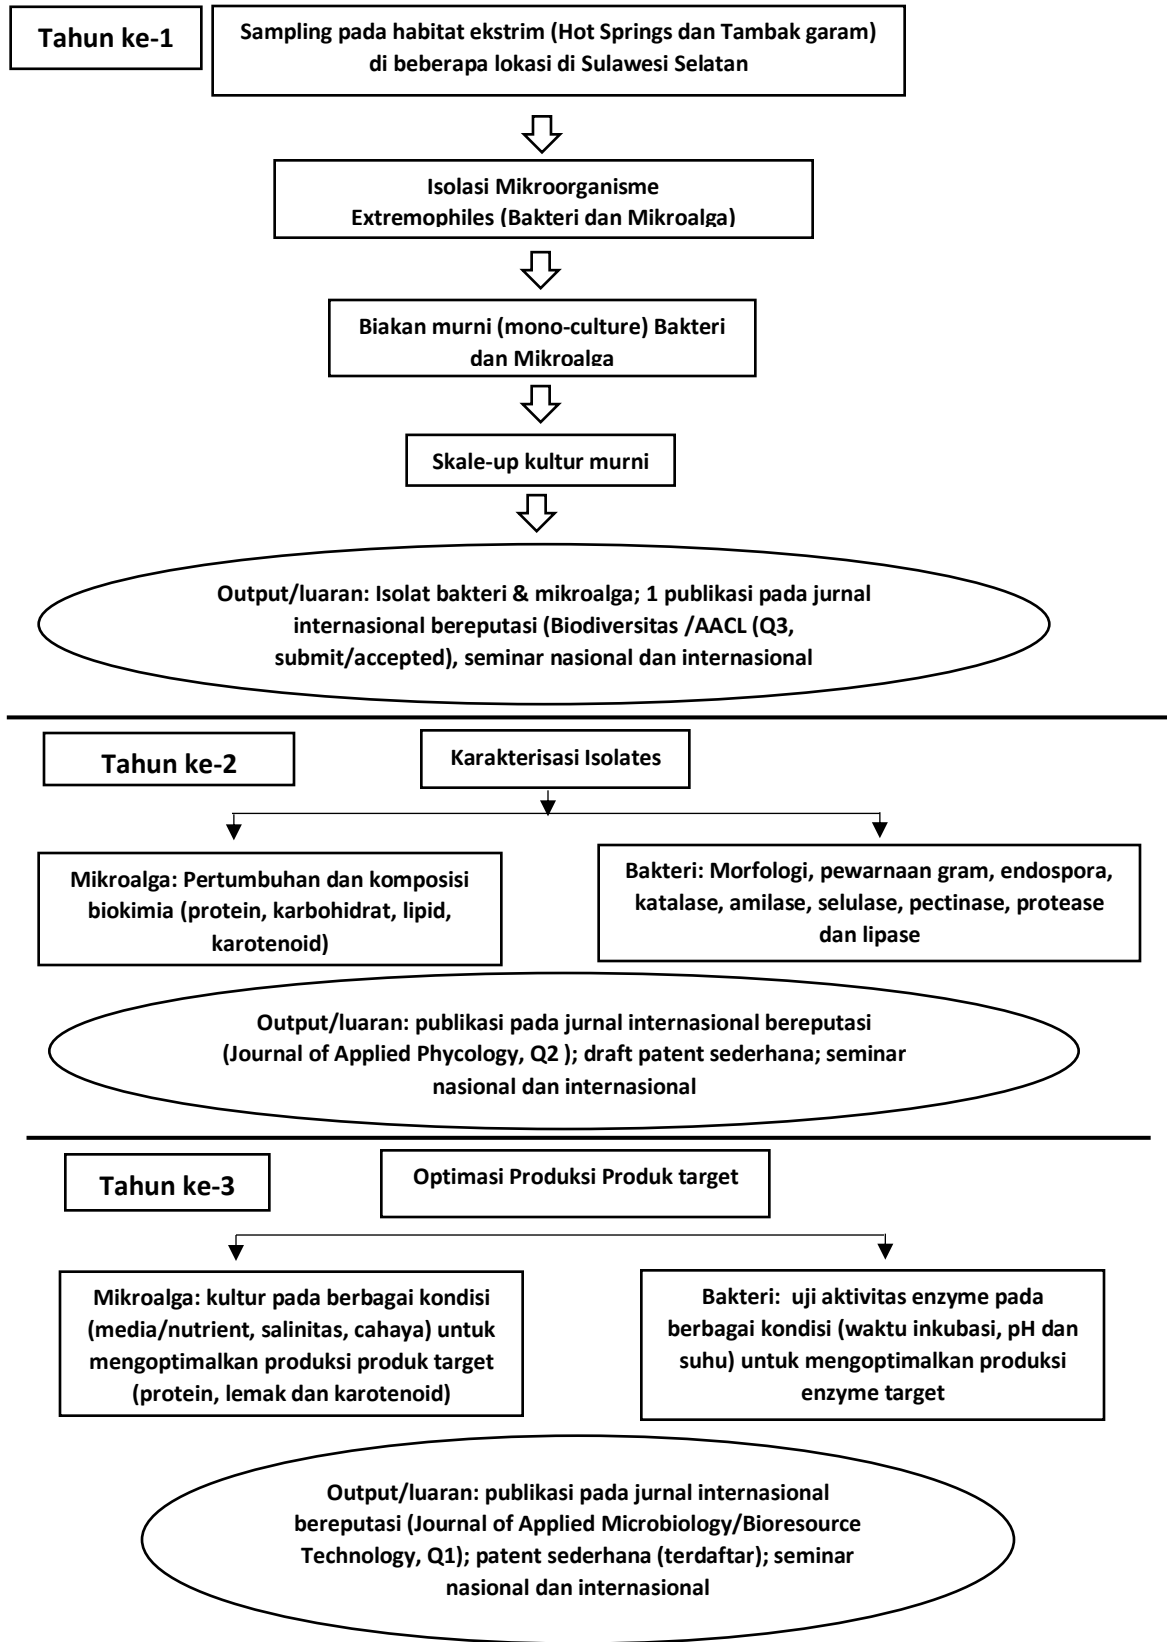 Tahun ke-1
Sampling pada habitat ekstrim (Hot Springs dan Tambak garam)
di beberapa lokasi di Sulawesi Selatan
Isolasi Mikroorganisme
Extremophiles (Bakteri dan Mikroalga)
Biakan murni (mono-culture) Bakteri
dan Mikroalga
Skale-up kultur murni
Output/luaran: Isolat bakteri & mikroalga; 1 publikasi pada jurnal
internasional bereputasi (Biodiversitas /AACL (Q3,
submit/accepted), seminar nasional dan internasional
Tahun ke-2
Karakterisasi Isolates
Mikroalga: Pertumbuhan dan komposisi
biokimia (protein, karbohidrat, lipid,
karotenoid)
Bakteri: Morfologi, pewarnaan gram, endospora,
katalase, amilase, selulase, pectinase, protease
dan lipase
Output/luaran: publikasi pada jurnal internasional bereputasi
(Journal of Applied Phycology, Q2 ); draft patent sederhana; seminar
nasional dan internasional
Tahun ke-3
Optimasi Produksi Produk target
Mikroalga: kultur pada berbagai kondisi
(media/nutrient, salinitas, cahaya) untuk
mengoptimalkan produksi produk target
(protein, lemak dan karotenoid)
Bakteri:  uji aktivitas enzyme pada
berbagai kondisi (waktu inkubasi, pH dan
suhu) untuk mengoptimalkan produksi
enzyme target
Output/luaran: publikasi pada jurnal internasional
bereputasi (Journal of Applied Microbiology/Bioresource
Technology, Q1); patent sederhana (terdaftar); seminar
nasional dan internasional